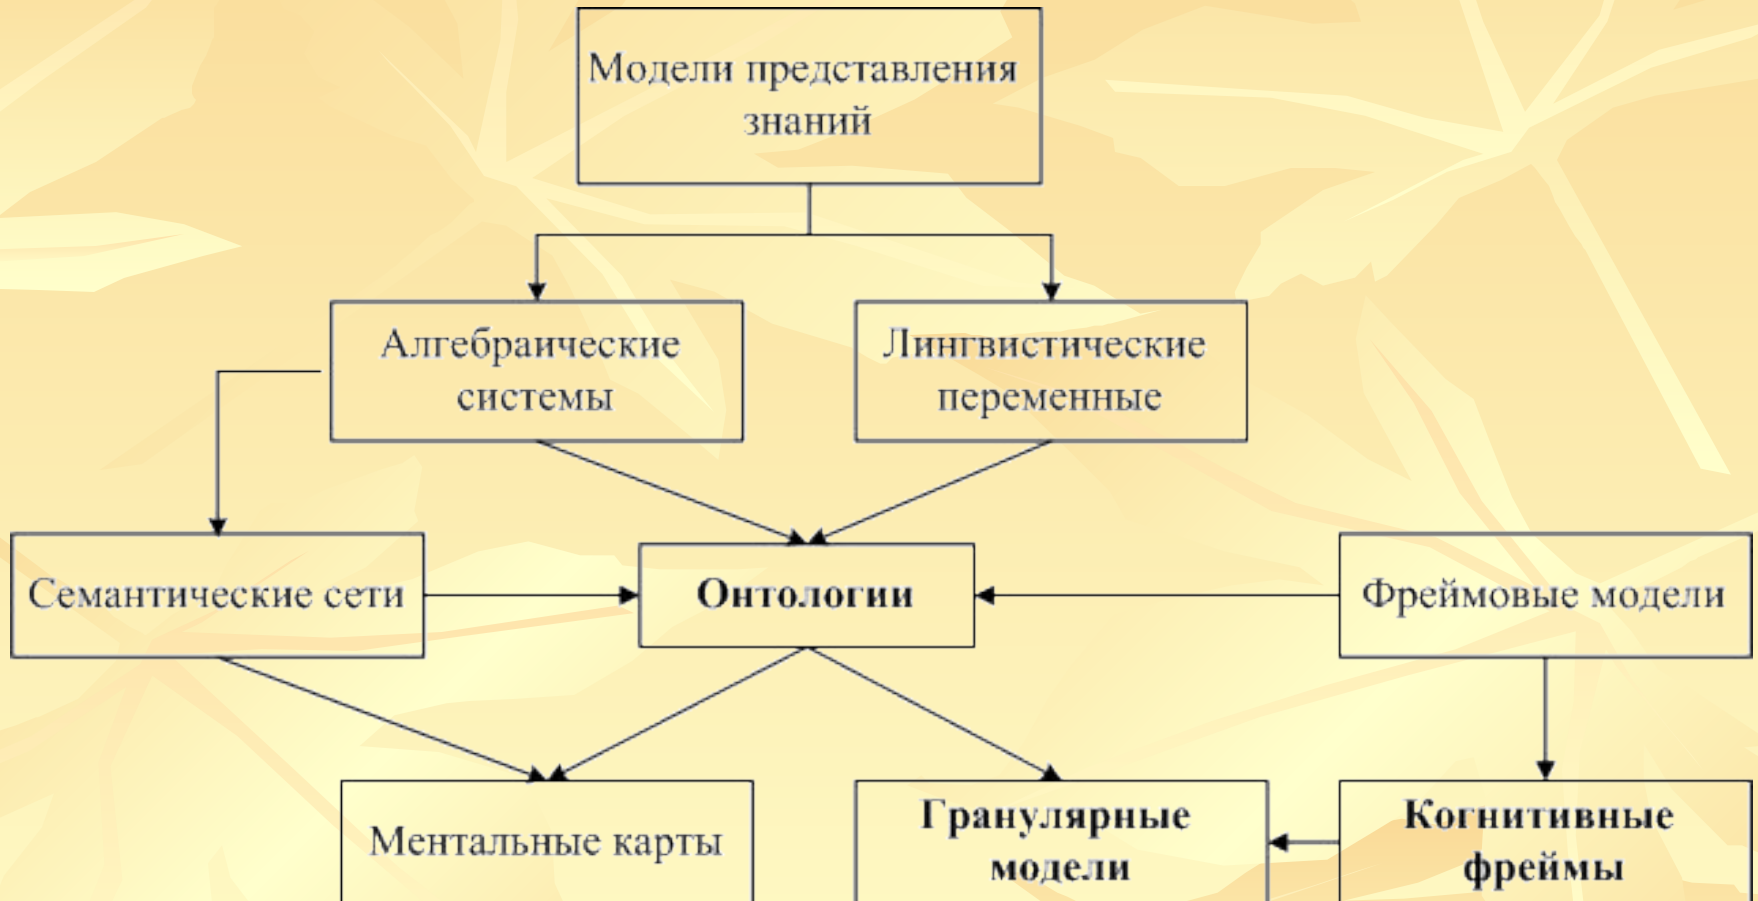 Модели представления
знаний
Алгебраические
системы
Лингвистические
переменные
Семантические сети
Онтологии
Фреймовые модели
Ментальные карты
Гранулярные
модели
Когнитивные
фреймы